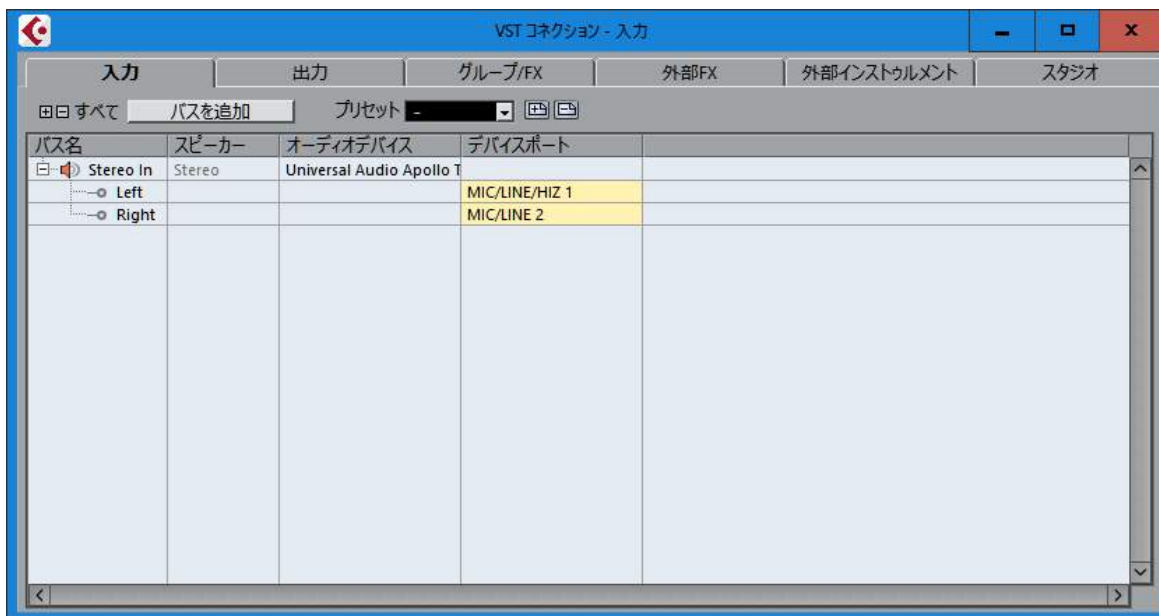 VST コネクション - 入力
入力 出力 グループ/FX 外部FX 外部インストゥルメント スタジオ
すべて バスを追加 プリセット -
バス名 スピーカー オーディオデバイス デバイスポート
Stereo In Stereo Universal Audio Apollo T
Left MIC/LINE/HIZ 1
Right MIC/LINE 2